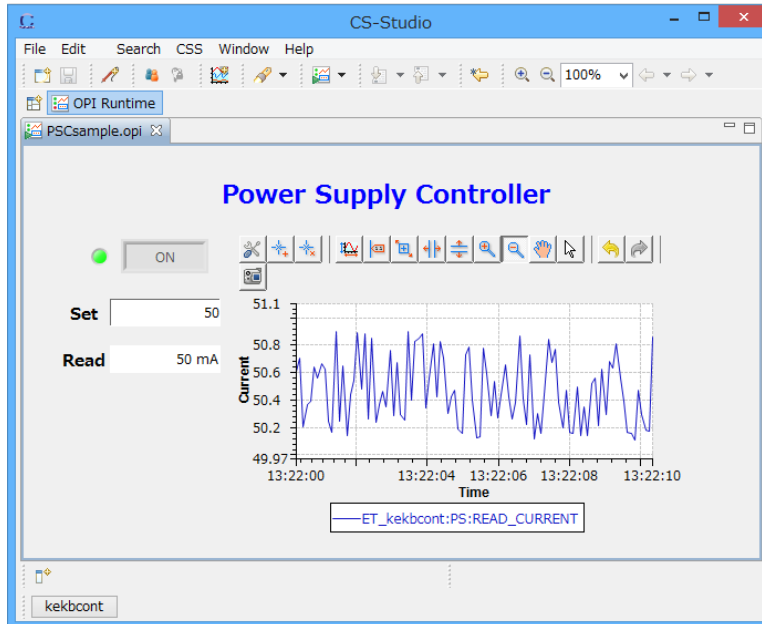 CS-Studio
File Edit Search CSS Window Help
100%
OPI Runtime
PSCsample.opi
Power Supply Controller
ON
Set 50
Read 50 mA
51.1
50.8
50.6
50.4
50.2
49.97
Current
13:22:00 13:22:04 13:22:06 13:22:08 13:22:10
Time
ET_kekbcont:PS:READ_CURRENT
kekbcont